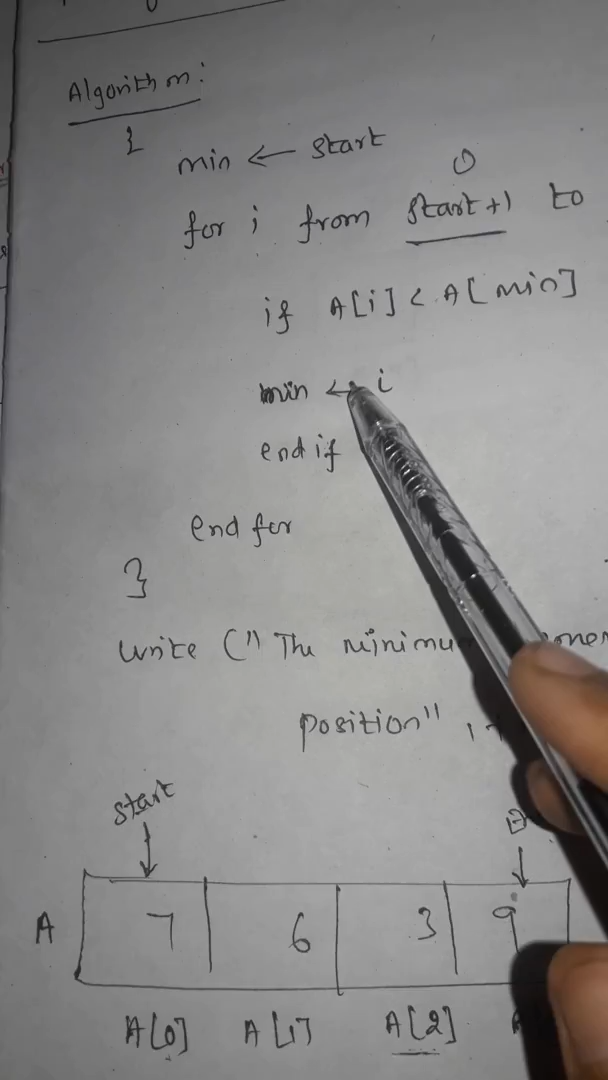 Algorithm:
{
min ← start
0
for i from start+1 to
if A[i] < A[min]
min ← i
end if
end for
}
write (" The
position" ,
start
E
A 7 6 3 9
A[0] A[1] A[2] A